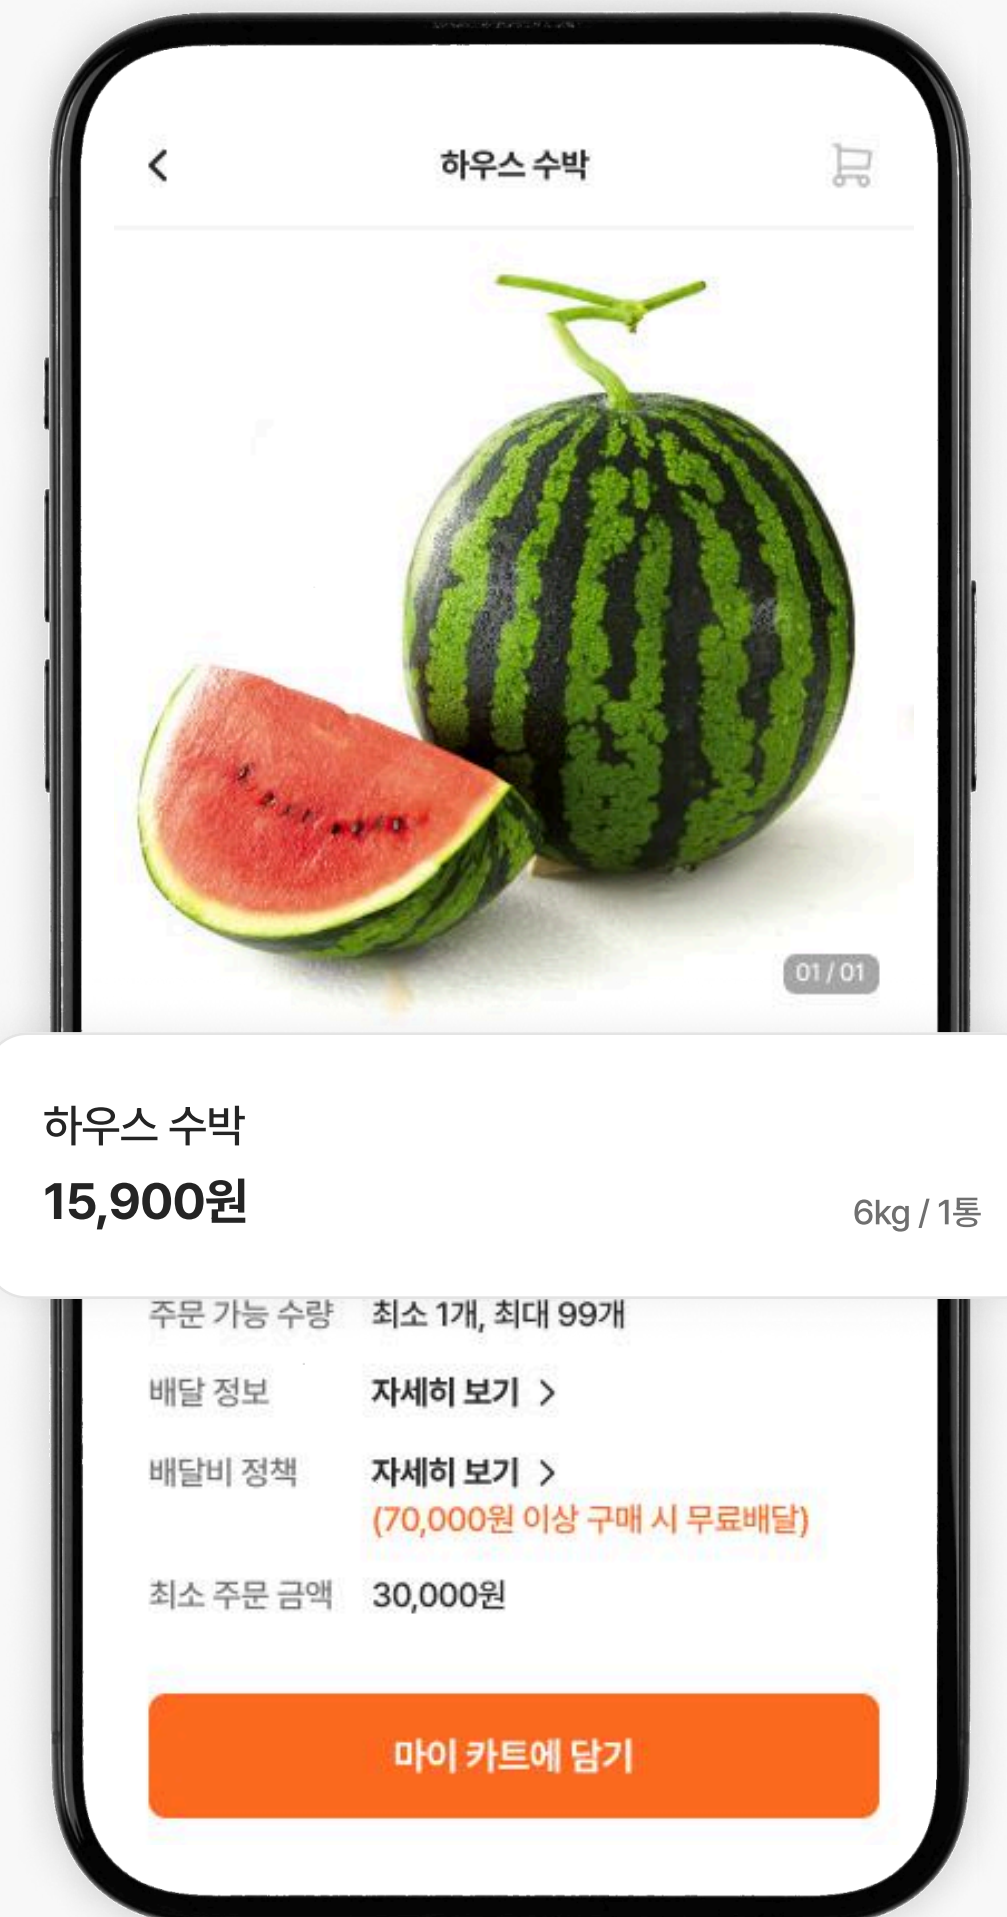 하우스 수박
01 / 01
하우스 수박
15,900원
6kg / 1통
주문 가능 수량 최소 1개, 최대 99개
배달 정보 자세히 보기
배달비 정책 자세히 보기
(70,000원 이상 구매 시 무료배달)
최소 주문 금액 30,000원
마이 카트에 담기